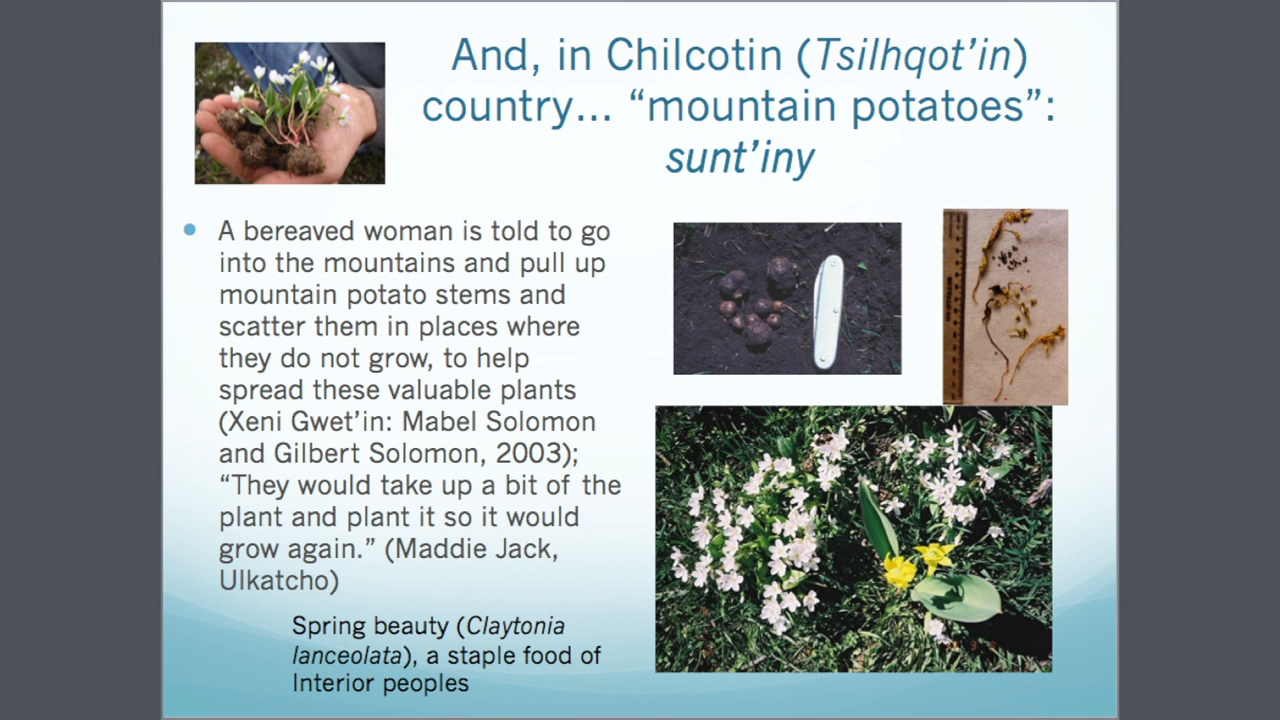 And, in Chilcotin (Tsilhqot’in)
country... “mountain potatoes”:
sunt’iny
• A bereaved woman is told to go
into the mountains and pull up
mountain potato stems and
scatter them in places where
they do not grow, to help
spread these valuable plants
(Xeni Gwet’in: Mabel Solomon
and Gilbert Solomon, 2003);
“They would take up a bit of the
plant and plant it so it would
grow again.” (Maddie Jack,
Ulkatcho)
Spring beauty (Claytonia
lanceolata), a staple food of
Interior peoples